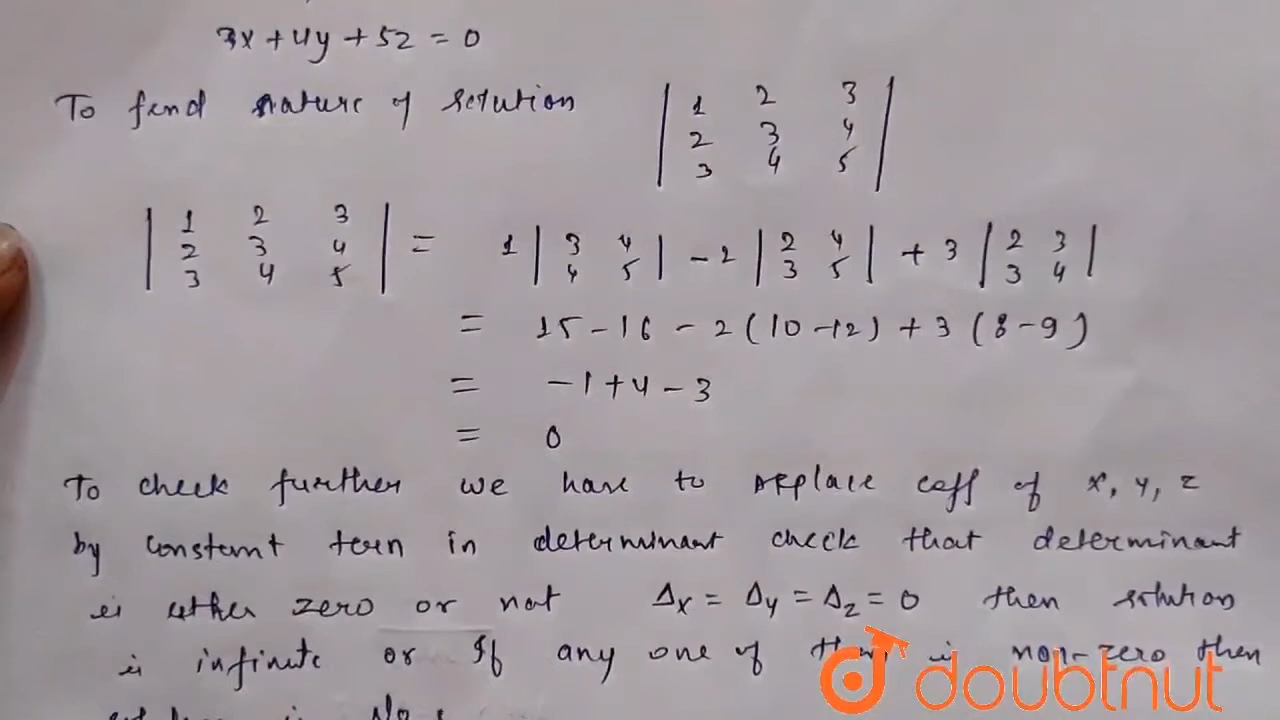 3x + 4y + 5z = 0
To find nature of solution | 1 2 3 |
| 2 3 4 |
| 3 4 5 |
| 1 2 3 | = 1 | 3 4 | - 2 | 2 4 | + 3 | 2 3 |
| 2 3 4 | | 4 5 | | 3 5 | | 3 4 |
| 3 4 5 |
= 15 - 16 - 2 ( 10 - 12 ) + 3 ( 8 - 9 )
= - 1 + 4 - 3
= 0
To check further we have to replace coff of x, y, z
by constant term in determinant check that determinant
is zero or not Δx = Δy = Δz = 0 then solution
is infinite or If any one of them is non-zero then
is No
doubtnut